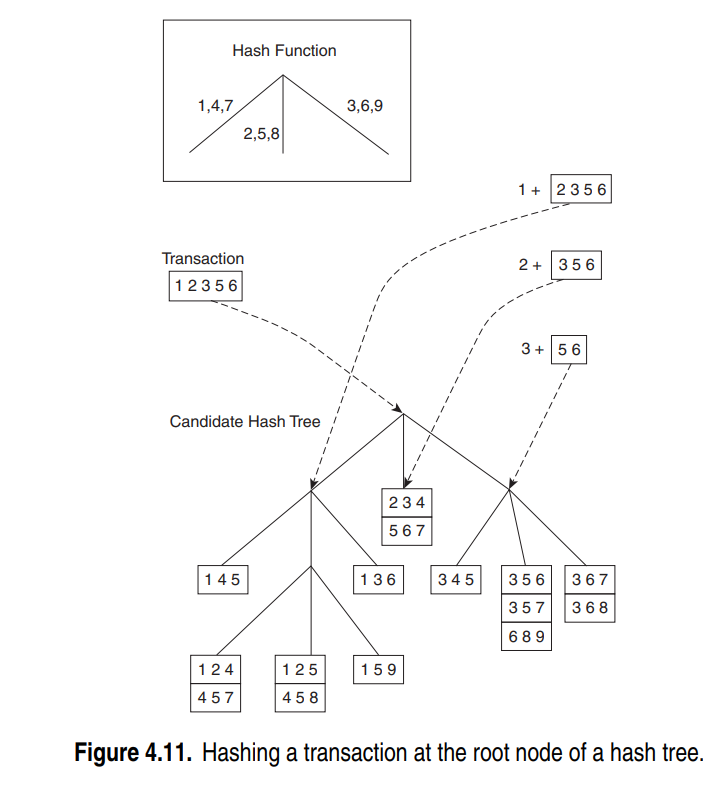 Hash Function
1,4,7
3,6,9
2,5,8
1 + 2 3 5 6
Transaction
1 2 3 5 6
2 + 3 5 6
3 + 5 6
Candidate Hash Tree
2 3 4
5 6 7
1 4 5
1 3 6
3 4 5
3 5 6
3 6 7
3 5 7
3 6 8
6 8 9
1 2 4
1 2 5
1 5 9
4 5 7
4 5 8
Figure 4.11. Hashing a transaction at the root node of a hash tree.